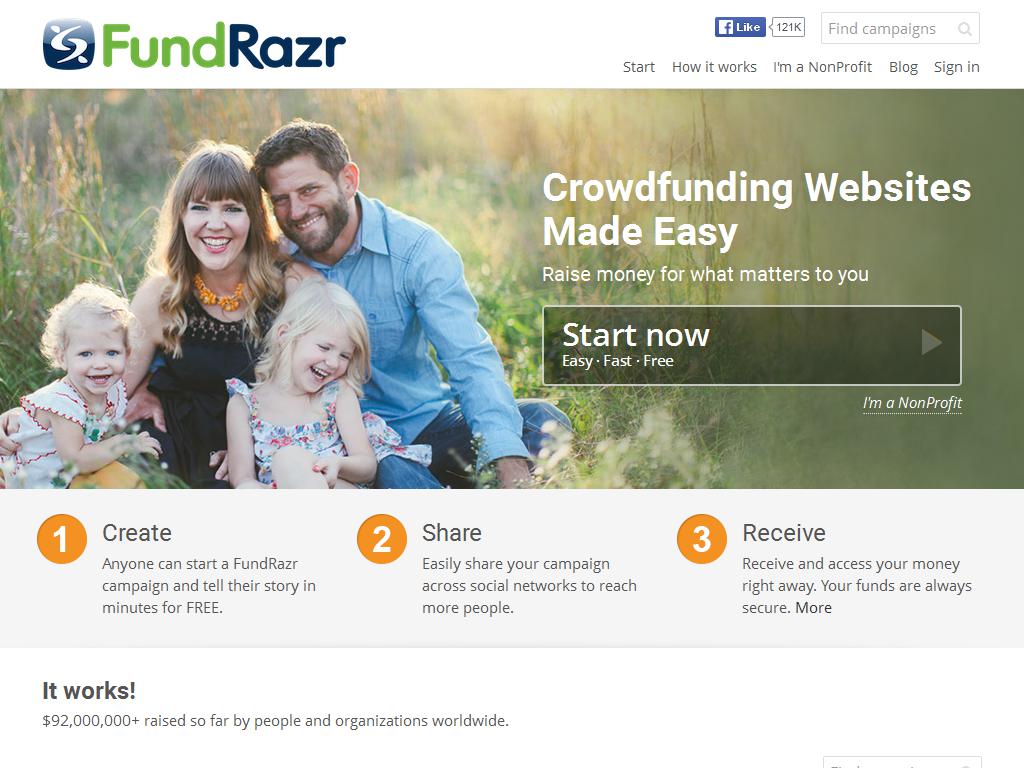 FundRazr
Like 121K
Find campaigns
Start How it works I'm a NonProfit Blog Sign in
Crowdfunding Websites
Made Easy
Raise money for what matters to you
Start now
Easy · Fast · Free
I'm a NonProfit
1 Create
Anyone can start a FundRazr
campaign and tell their story in
minutes for FREE.
2 Share
Easily share your campaign
across social networks to reach
more people.
3 Receive
Receive and access your money
right away. Your funds are always
secure. More
It works!
$92,000,000+ raised so far by people and organizations worldwide.